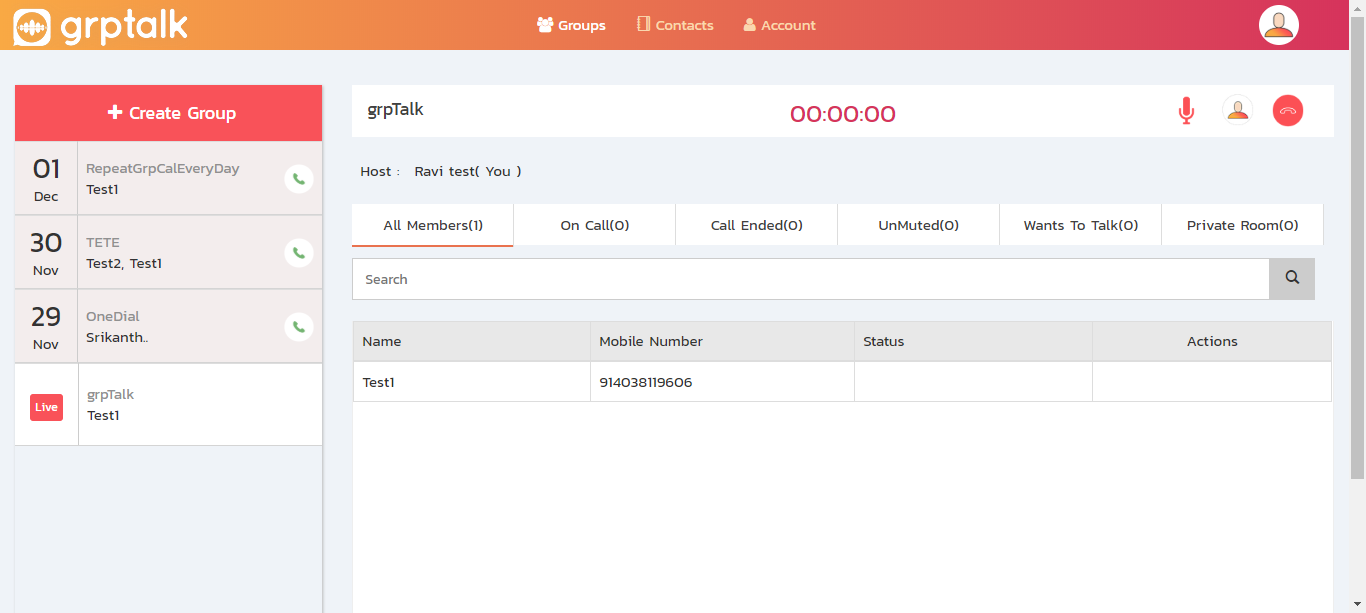 grptalk
Groups Contacts Account
Create Group
01 Dec
RepeatGrpCalEveryDay
Test1
30 Nov
TETE
Test2, Test1
29 Nov
OneDial
Srikanth..
Live
grpTalk
Test1
grpTalk
00:00:00
Host : Ravi test( You )
All Members(1) On Call(0) Call Ended(0) UnMuted(0) Wants To Talk(0) Private Room(0)
Search
Name Mobile Number Status Actions
Test1 914038119606